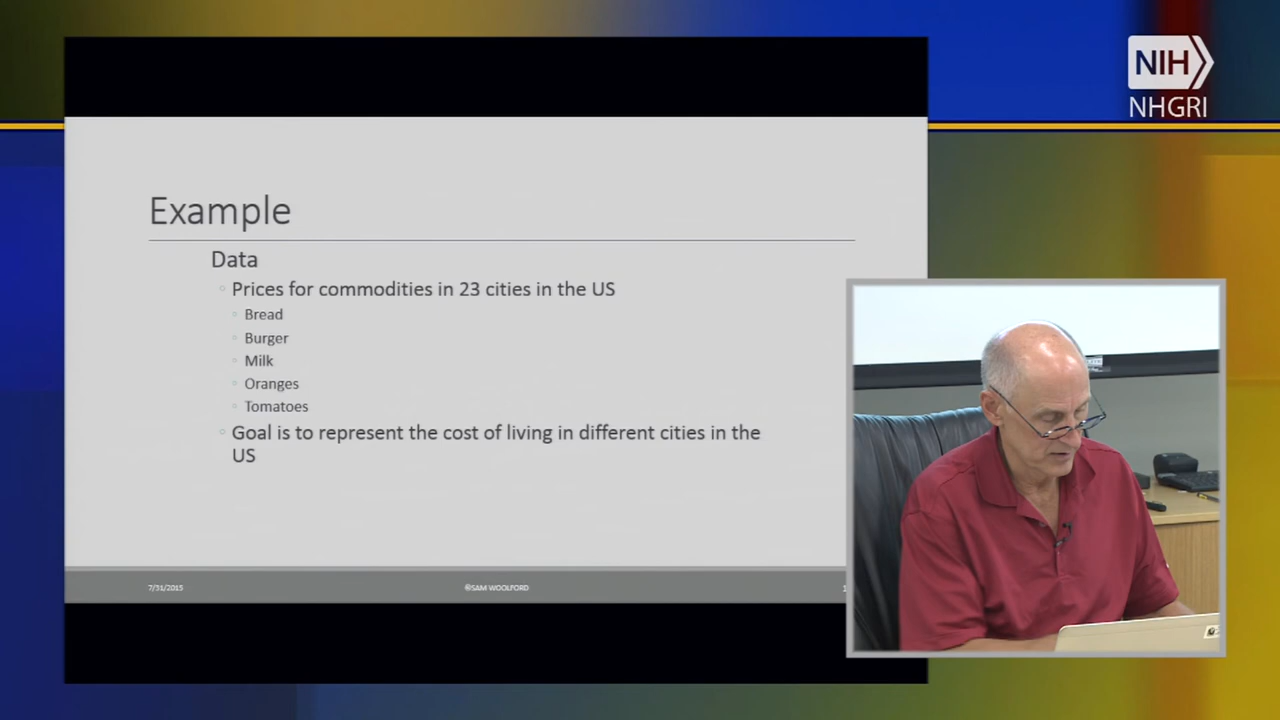 NIH
NHGRI
Example
Data
Prices for commodities in 23 cities in the US
Bread
Burger
Milk
Oranges
Tomatoes
Goal is to represent the cost of living in different cities in the
US
7/31/2015
©SAM WOOLFORD